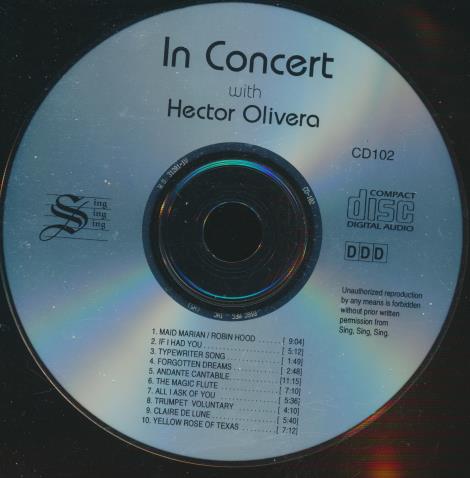 In Concert
with
Hector Olivera
CD102
Sing
Sing
Sing
COMPACT
disc
DIGITAL AUDIO
DDD
Unauthorized reproduction
by any means is forbidden
without prior written
permission from
Sing, Sing, Sing.
1. MAID MARIAN / ROBIN HOOD ...... [ 9:04]
2. IF I HAD YOU .................. [ 5:12]
3. TYPEWRITER SONG ............... [ 1:49]
4. FORGOTTEN DREAMS .............. [ 2:48]
5. ANDANTE CANTABILE ............. [11:15]
6. THE MAGIC FLUTE ............... [ 7:10]
7. ALL I ASK OF YOU .............. [ 5:36]
8. TRUMPET VOLUNTARY ............. [ 4:10]
9. CLAIRE DE LUNE ................ [ 5:40]
10. YELLOW ROSE OF TEXAS ......... [ 7:12]